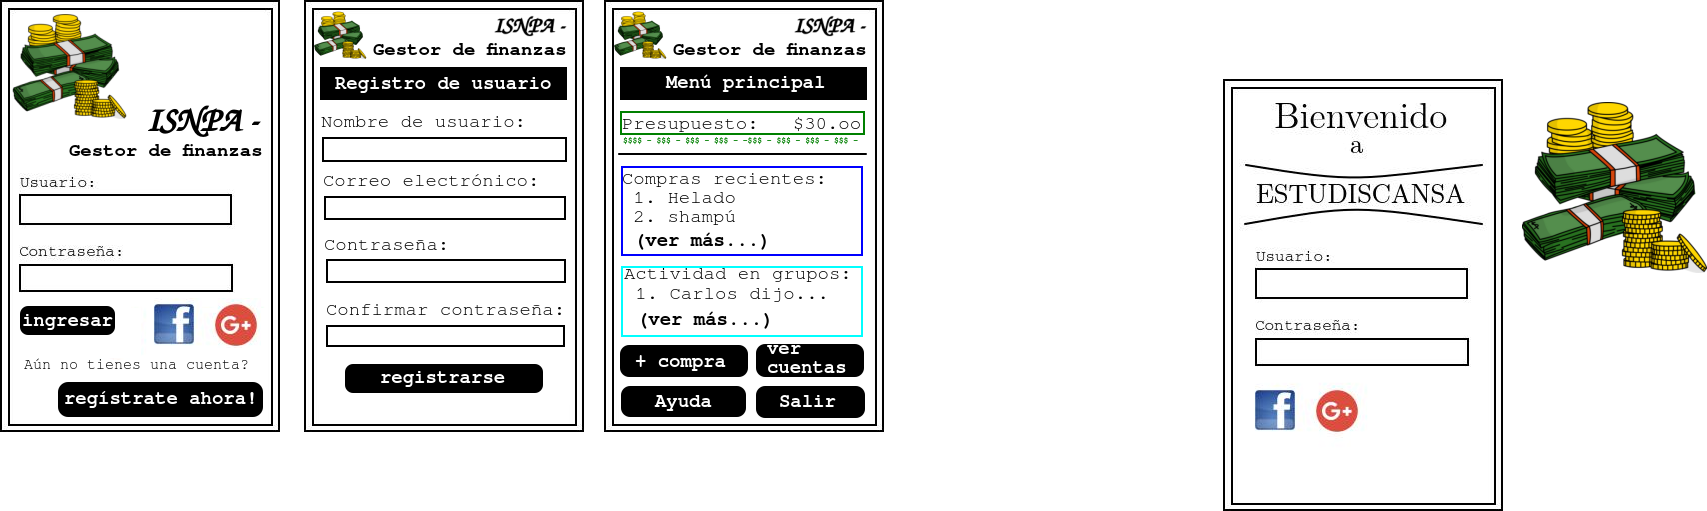 ISNPA -
Gestor de finanzas
Usuario:
Contraseña:
ingresar
f
G+
Aún no tienes una cuenta?
regístrate ahora!
ISNPA -
Gestor de finanzas
Registro de usuario
Nombre de usuario:
Correo electrónico:
Contraseña:
Confirmar contraseña:
registrarse
ISNPA -
Gestor de finanzas
Menú principal
Presupuesto: $30.oo
$$$$ - $$$ - $$$ - $$$ - -$$$ - $$$ - $$$ - $$$ -
Compras recientes:
1. Helado
2. shampú
(ver más...)
Actividad en grupos:
1. Carlos dijo...
(ver más...)
+ compra
ver
cuentas
Ayuda
Salir
Bienvenido
a
ESTUDISCANSA
Usuario:
Contraseña:
f
G+